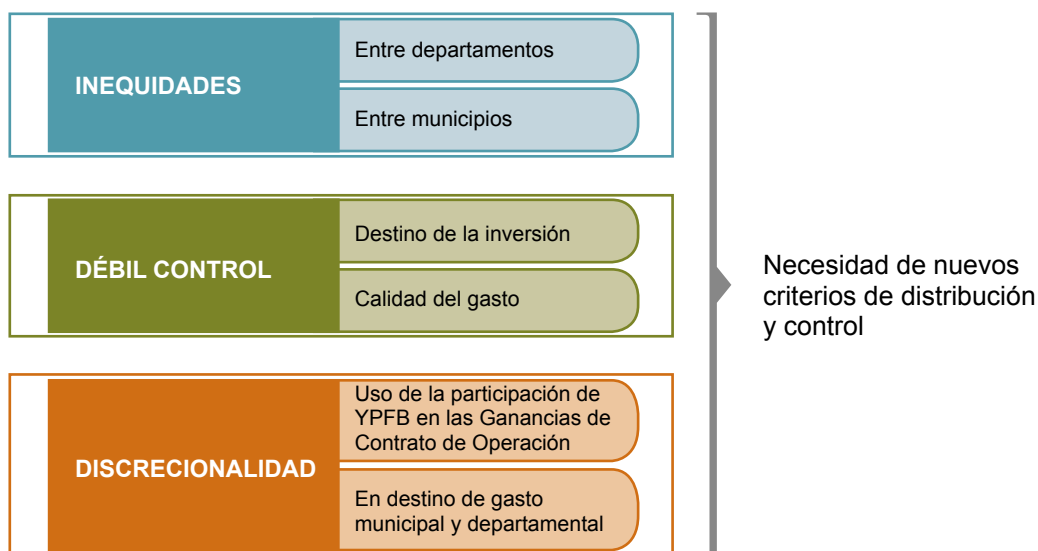 INEQUIDADES
Entre departamentos
Entre municipios
DÉBIL CONTROL
Destino de la inversión
Calidad del gasto
DISCRECIONALIDAD
Uso de la participación de
YPFB en las Ganancias de
Contrato de Operación
En destino de gasto
municipal y departamental
Necesidad de nuevos
criterios de distribución
y control